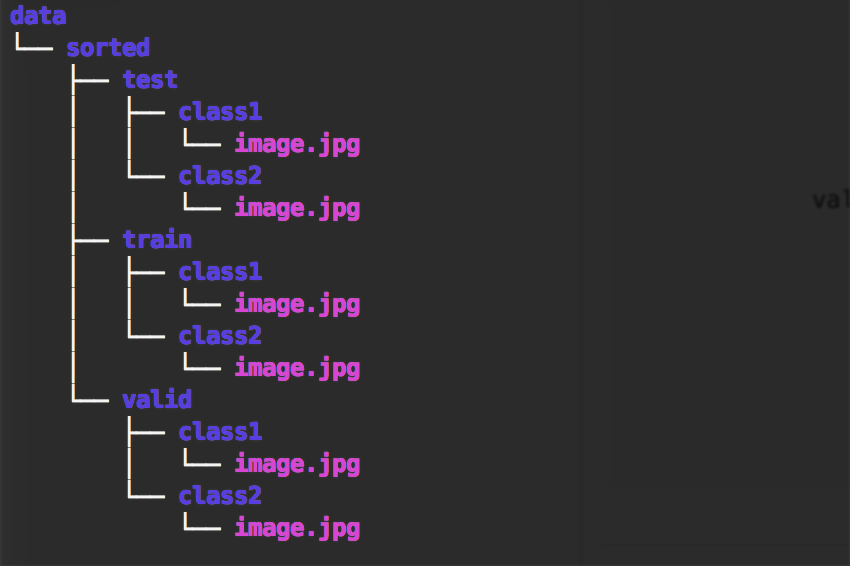 data
└── sorted
    ├── test
    │   ├── class1
    │   │   └── image.jpg
    │   └── class2
    │       └── image.jpg
    ├── train
    │   ├── class1
    │   │   └── image.jpg
    │   └── class2
    │       └── image.jpg
    └── valid
        ├── class1
        │   └── image.jpg
        └── class2
            └── image.jpg